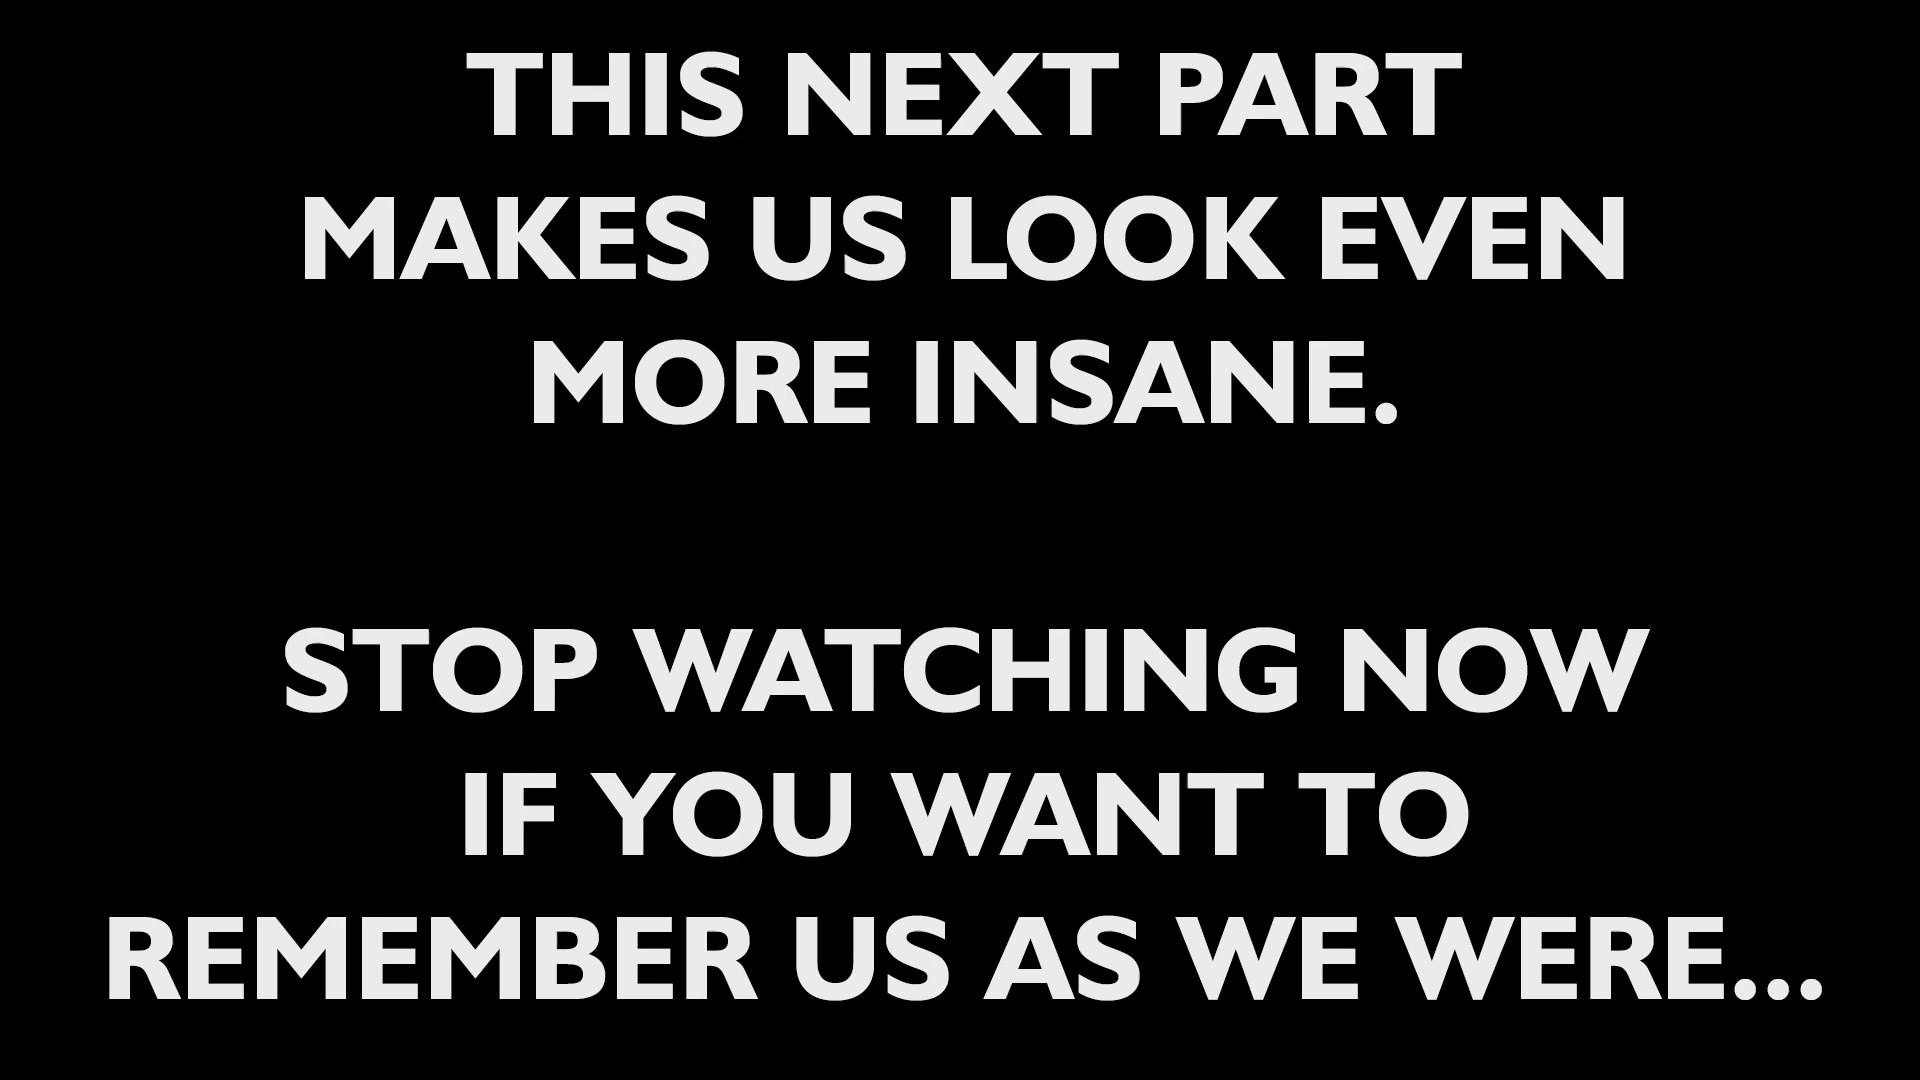 THIS NEXT PART
MAKES US LOOK EVEN
MORE INSANE.
STOP WATCHING NOW
IF YOU WANT TO
REMEMBER US AS WE WERE...